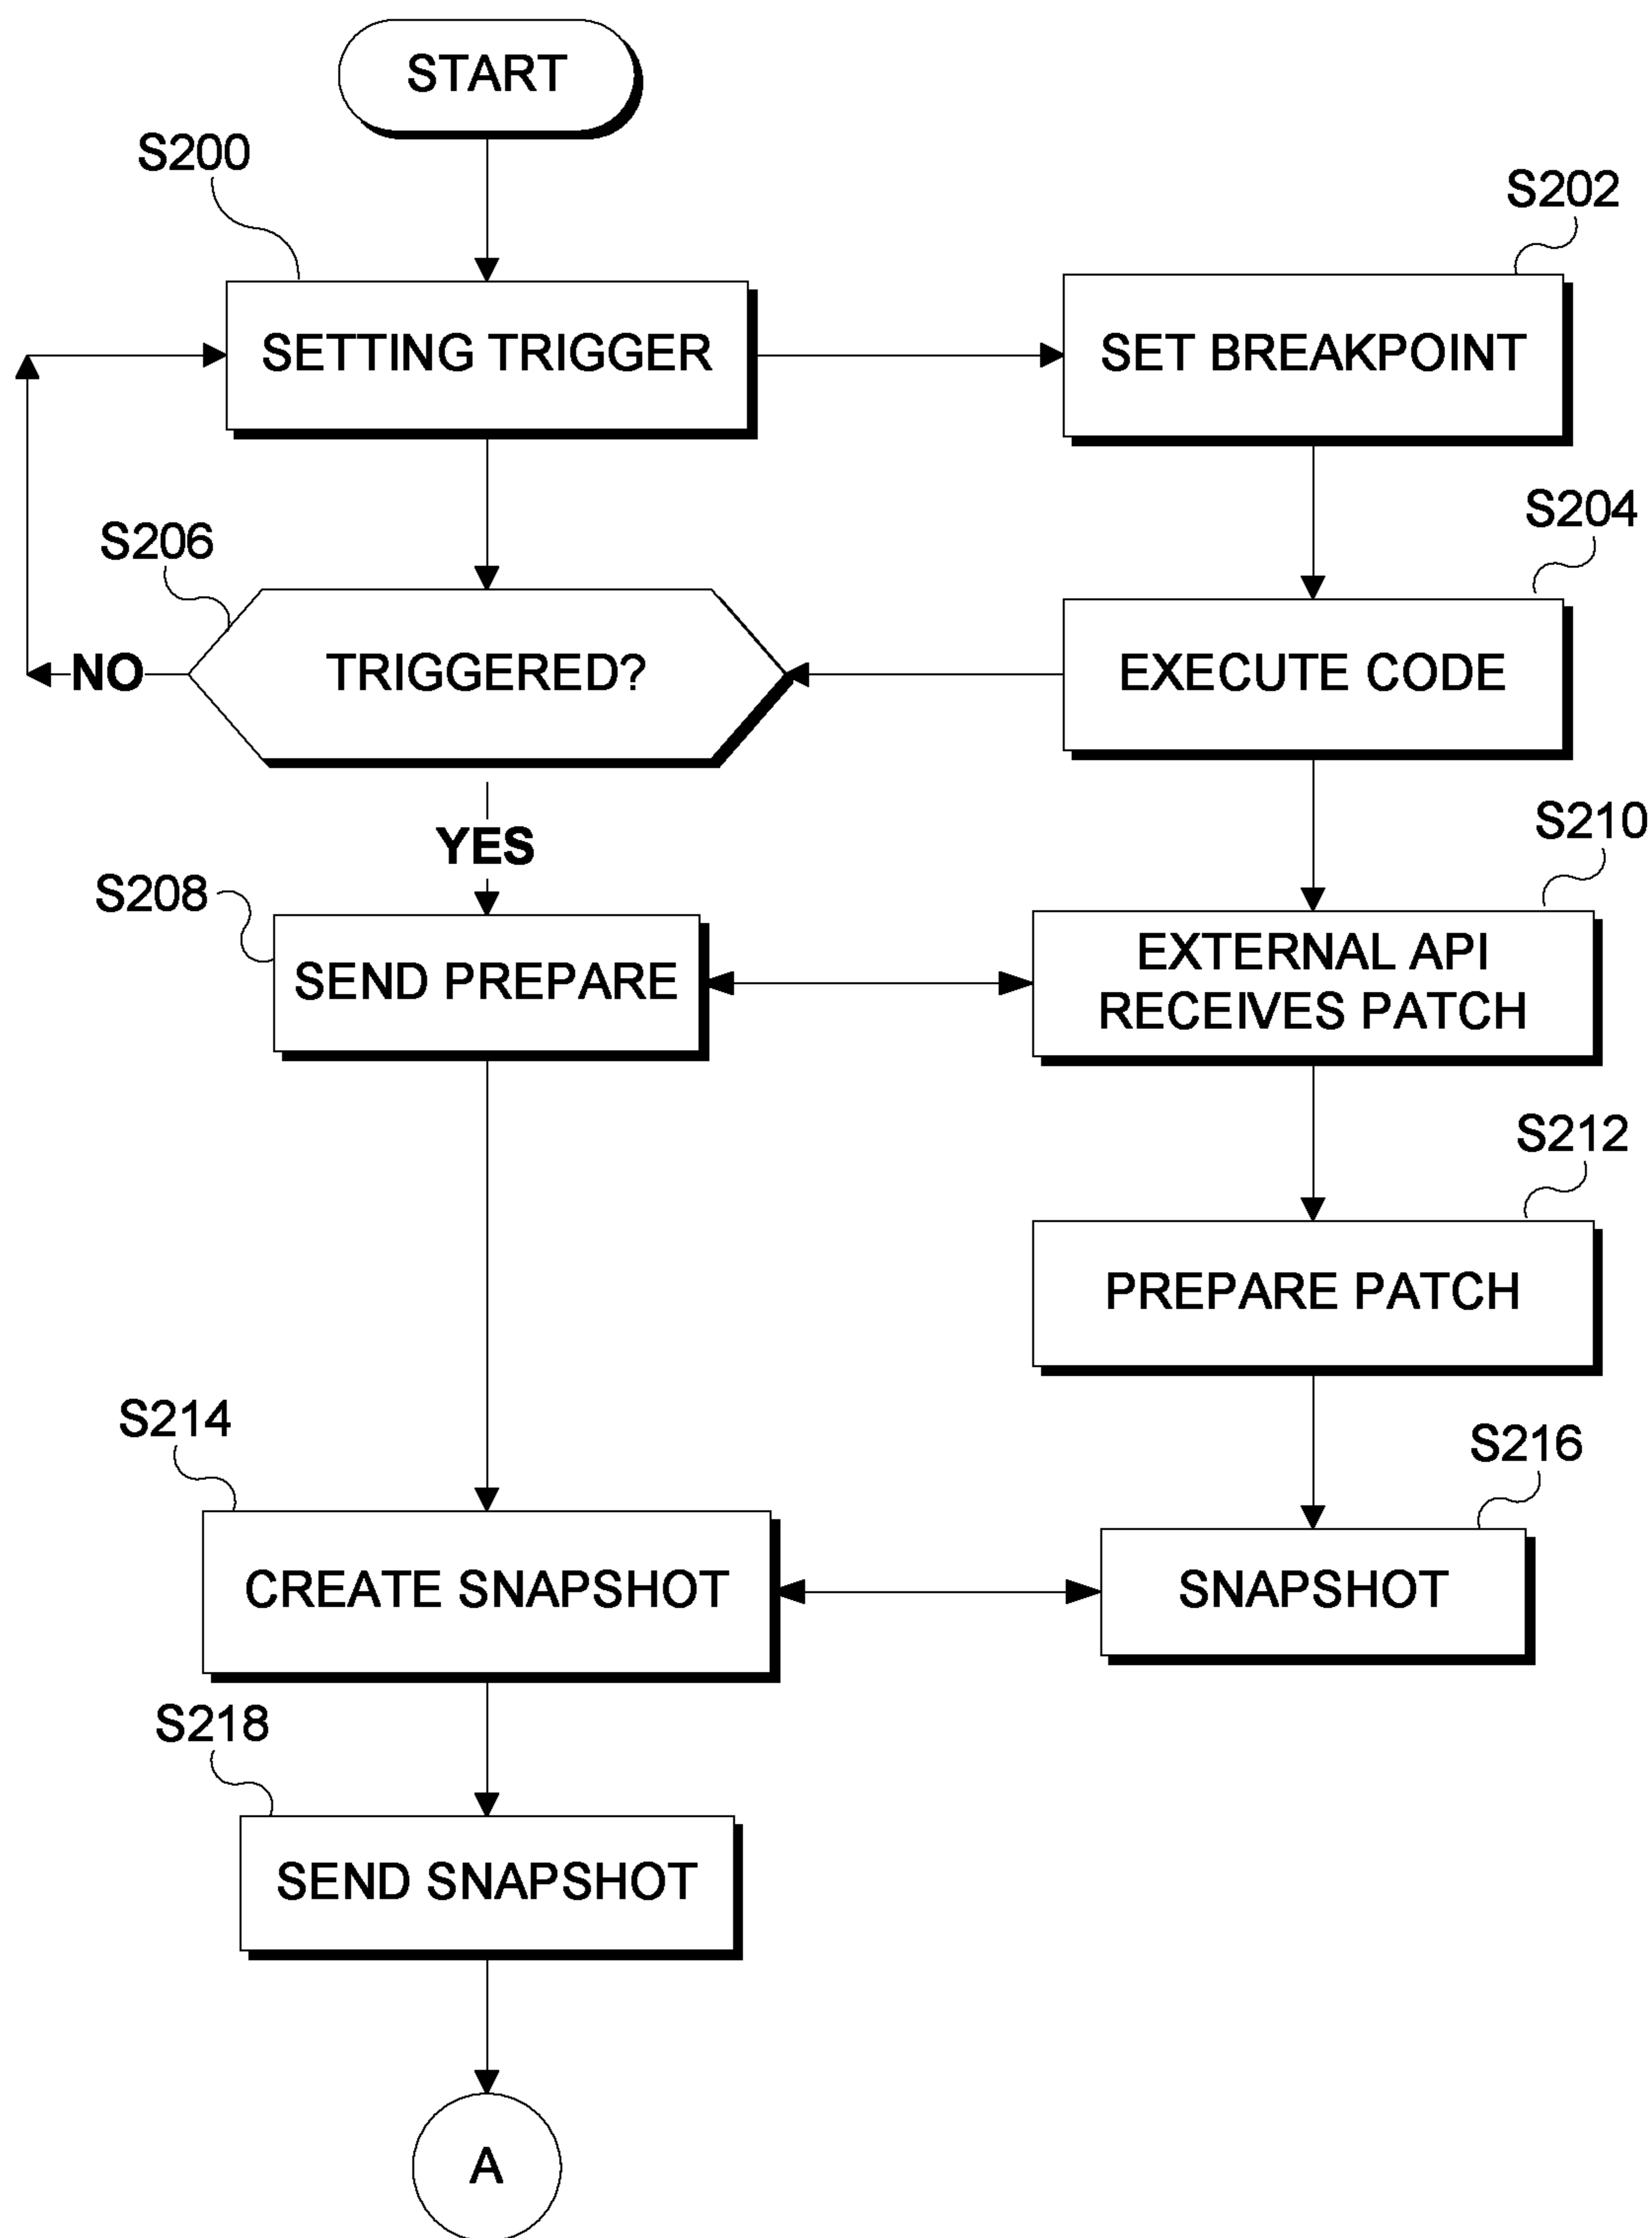 START
S200
S202
SETTING TRIGGER
SET BREAKPOINT
S204
S206
NO
TRIGGERED?
EXECUTE CODE
S210
YES
S208
SEND PREPARE
EXTERNAL API
RECEIVES PATCH
S212
PREPARE PATCH
S214
S216
CREATE SNAPSHOT
SNAPSHOT
S218
SEND SNAPSHOT
A